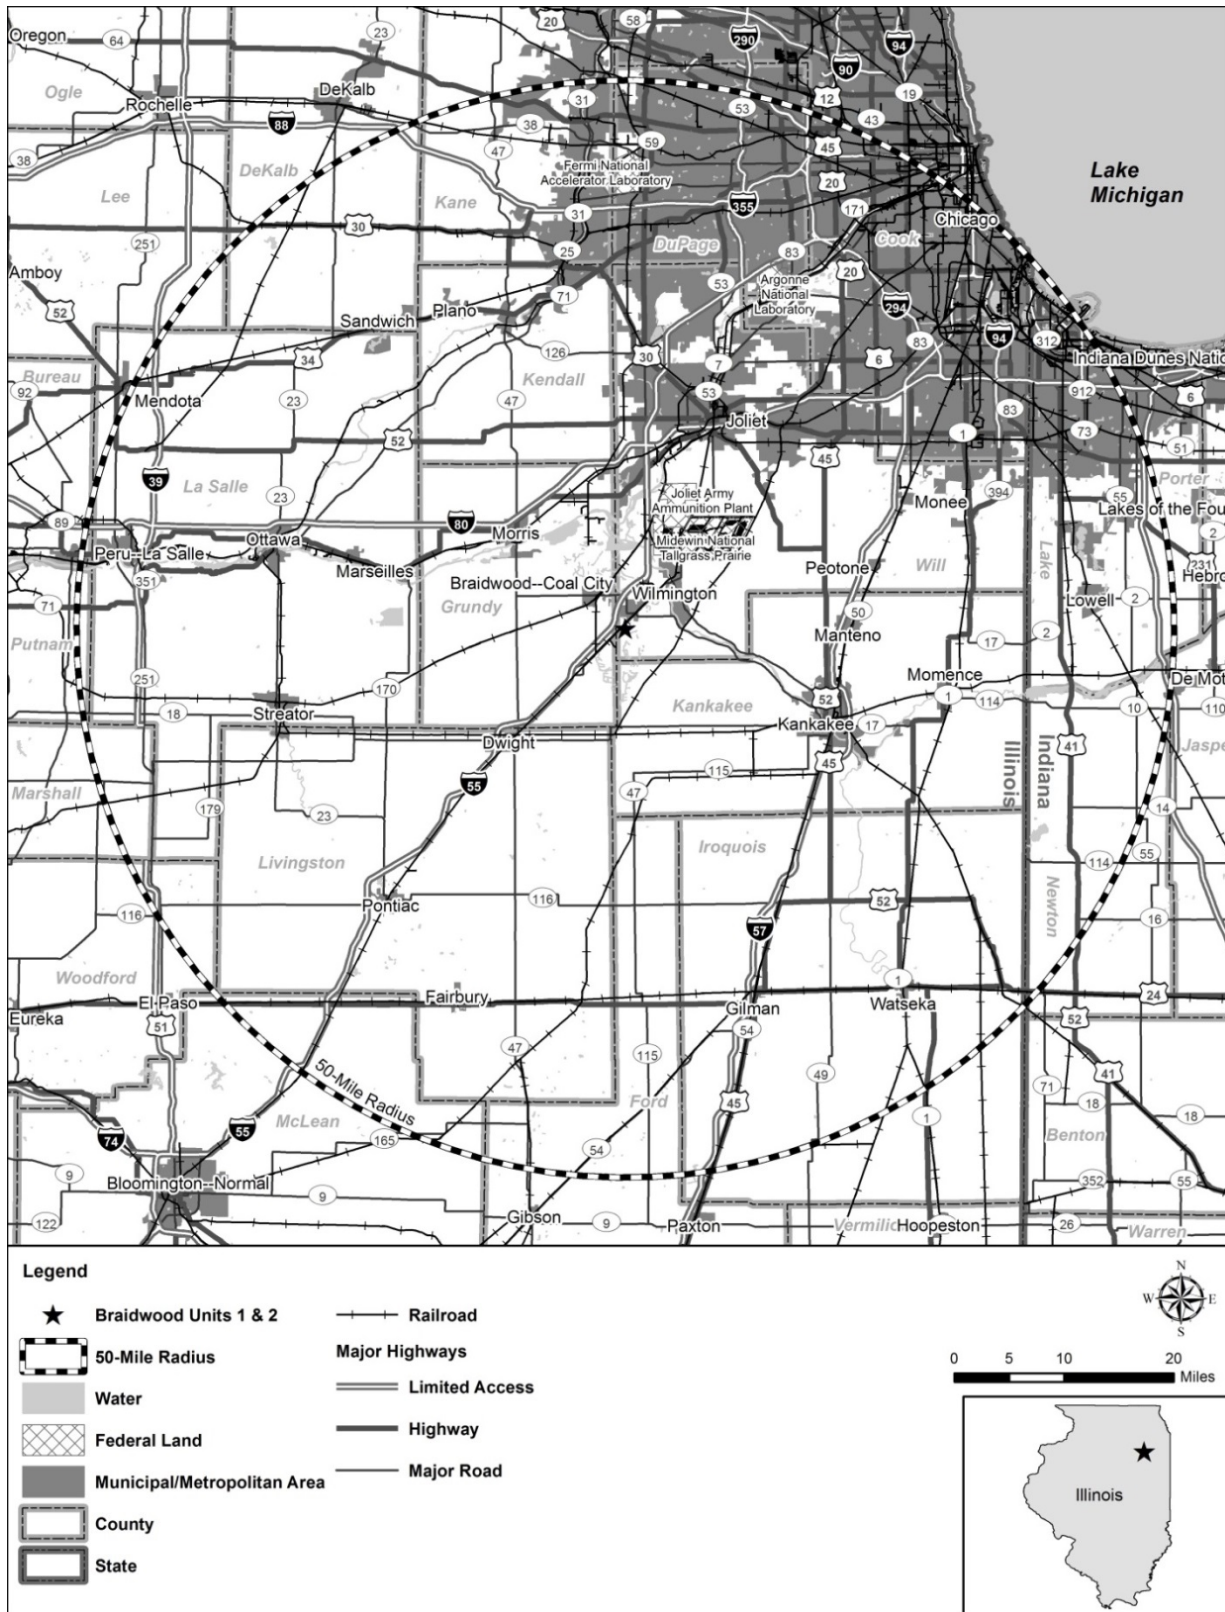 Oregon
64
23
20
58
290
94
90
Ogle
Rochelle
DeKalb
31
12
53
19
43
88
38
47
38
59
45
Fermi National
Accelerator Laboratory
Lake
Michigan
Lee
DeKalb
Kane
20
355
171
Chicago
251
30
31
25
DuPage
83
Cook
Amboy
52
71
53
20
Argonne
National
Laboratory
294
Sandwich
Plano
34
126
30
7
6
83
94
312
Indiana Dunes Natio
Bureau
92
Mendota
Kendall
23
47
53
912
6
Joliet
83
52
45
1
73
51
39
La Salle
23
Porter
Joliet Army
Ammunition Plant
Monee
394
55
Lakes of the Fou
89
80
Morris
Midewin National
Tallgrass Prairie
2
Peru--La Salle
Ottawa
Marseilles
Braidwood--Coal City
Wilmington
Peotone
Will
Lake
231
Hebro
351
71
Grundy
50
Lowell
2
Putnam
Manteno
17
2
251
170
Momence
1
114
De Mott
18
Streator
Kankakee
52
Kankakee
17
10
110
Dwight
45
Illinois
Indiana
41
Jaspe
Marshall
55
115
179
23
47
14
Livingston
Iroquois
55
114
Pontiac
116
52
Newton
116
57
16
Woodford
El Paso
Fairbury
Gilman
1
Watseka
24
Eureka
51
54
52
47
115
50-Mile Radius
49
41
Ford
45
71
74
55
McLean
165
54
1
18
18
Benton
Bloomington--Normal
9
9
352
55
122
Gibson
9
Paxton
Vermilio
Hoopeston
26
Warren
Legend
Braidwood Units 1 & 2
50-Mile Radius
Water
Federal Land
Municipal/Metropolitan Area
County
State
Railroad
Major Highways
Limited Access
Highway
Major Road
N
W
E
S
0
5
10
20
Miles
Illinois